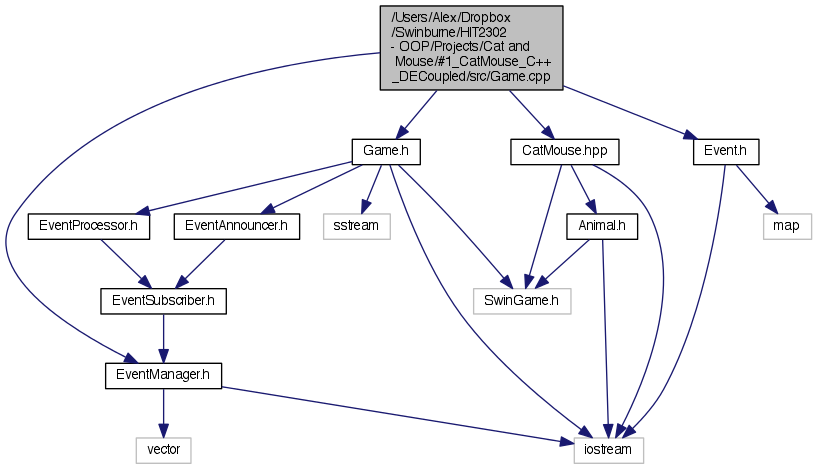 /Users/Alex/Dropbox
/Swinburne/HIT2302
- OOP/Projects/Cat and
Mouse/#1_CatMouse_C++
_DECoupled/src/Game.cpp
Game.h
CatMouse.hpp
Event.h
EventProcessor.h
EventAnnouncer.h
sstream
Animal.h
map
EventSubscriber.h
SwinGame.h
EventManager.h
vector
iostream